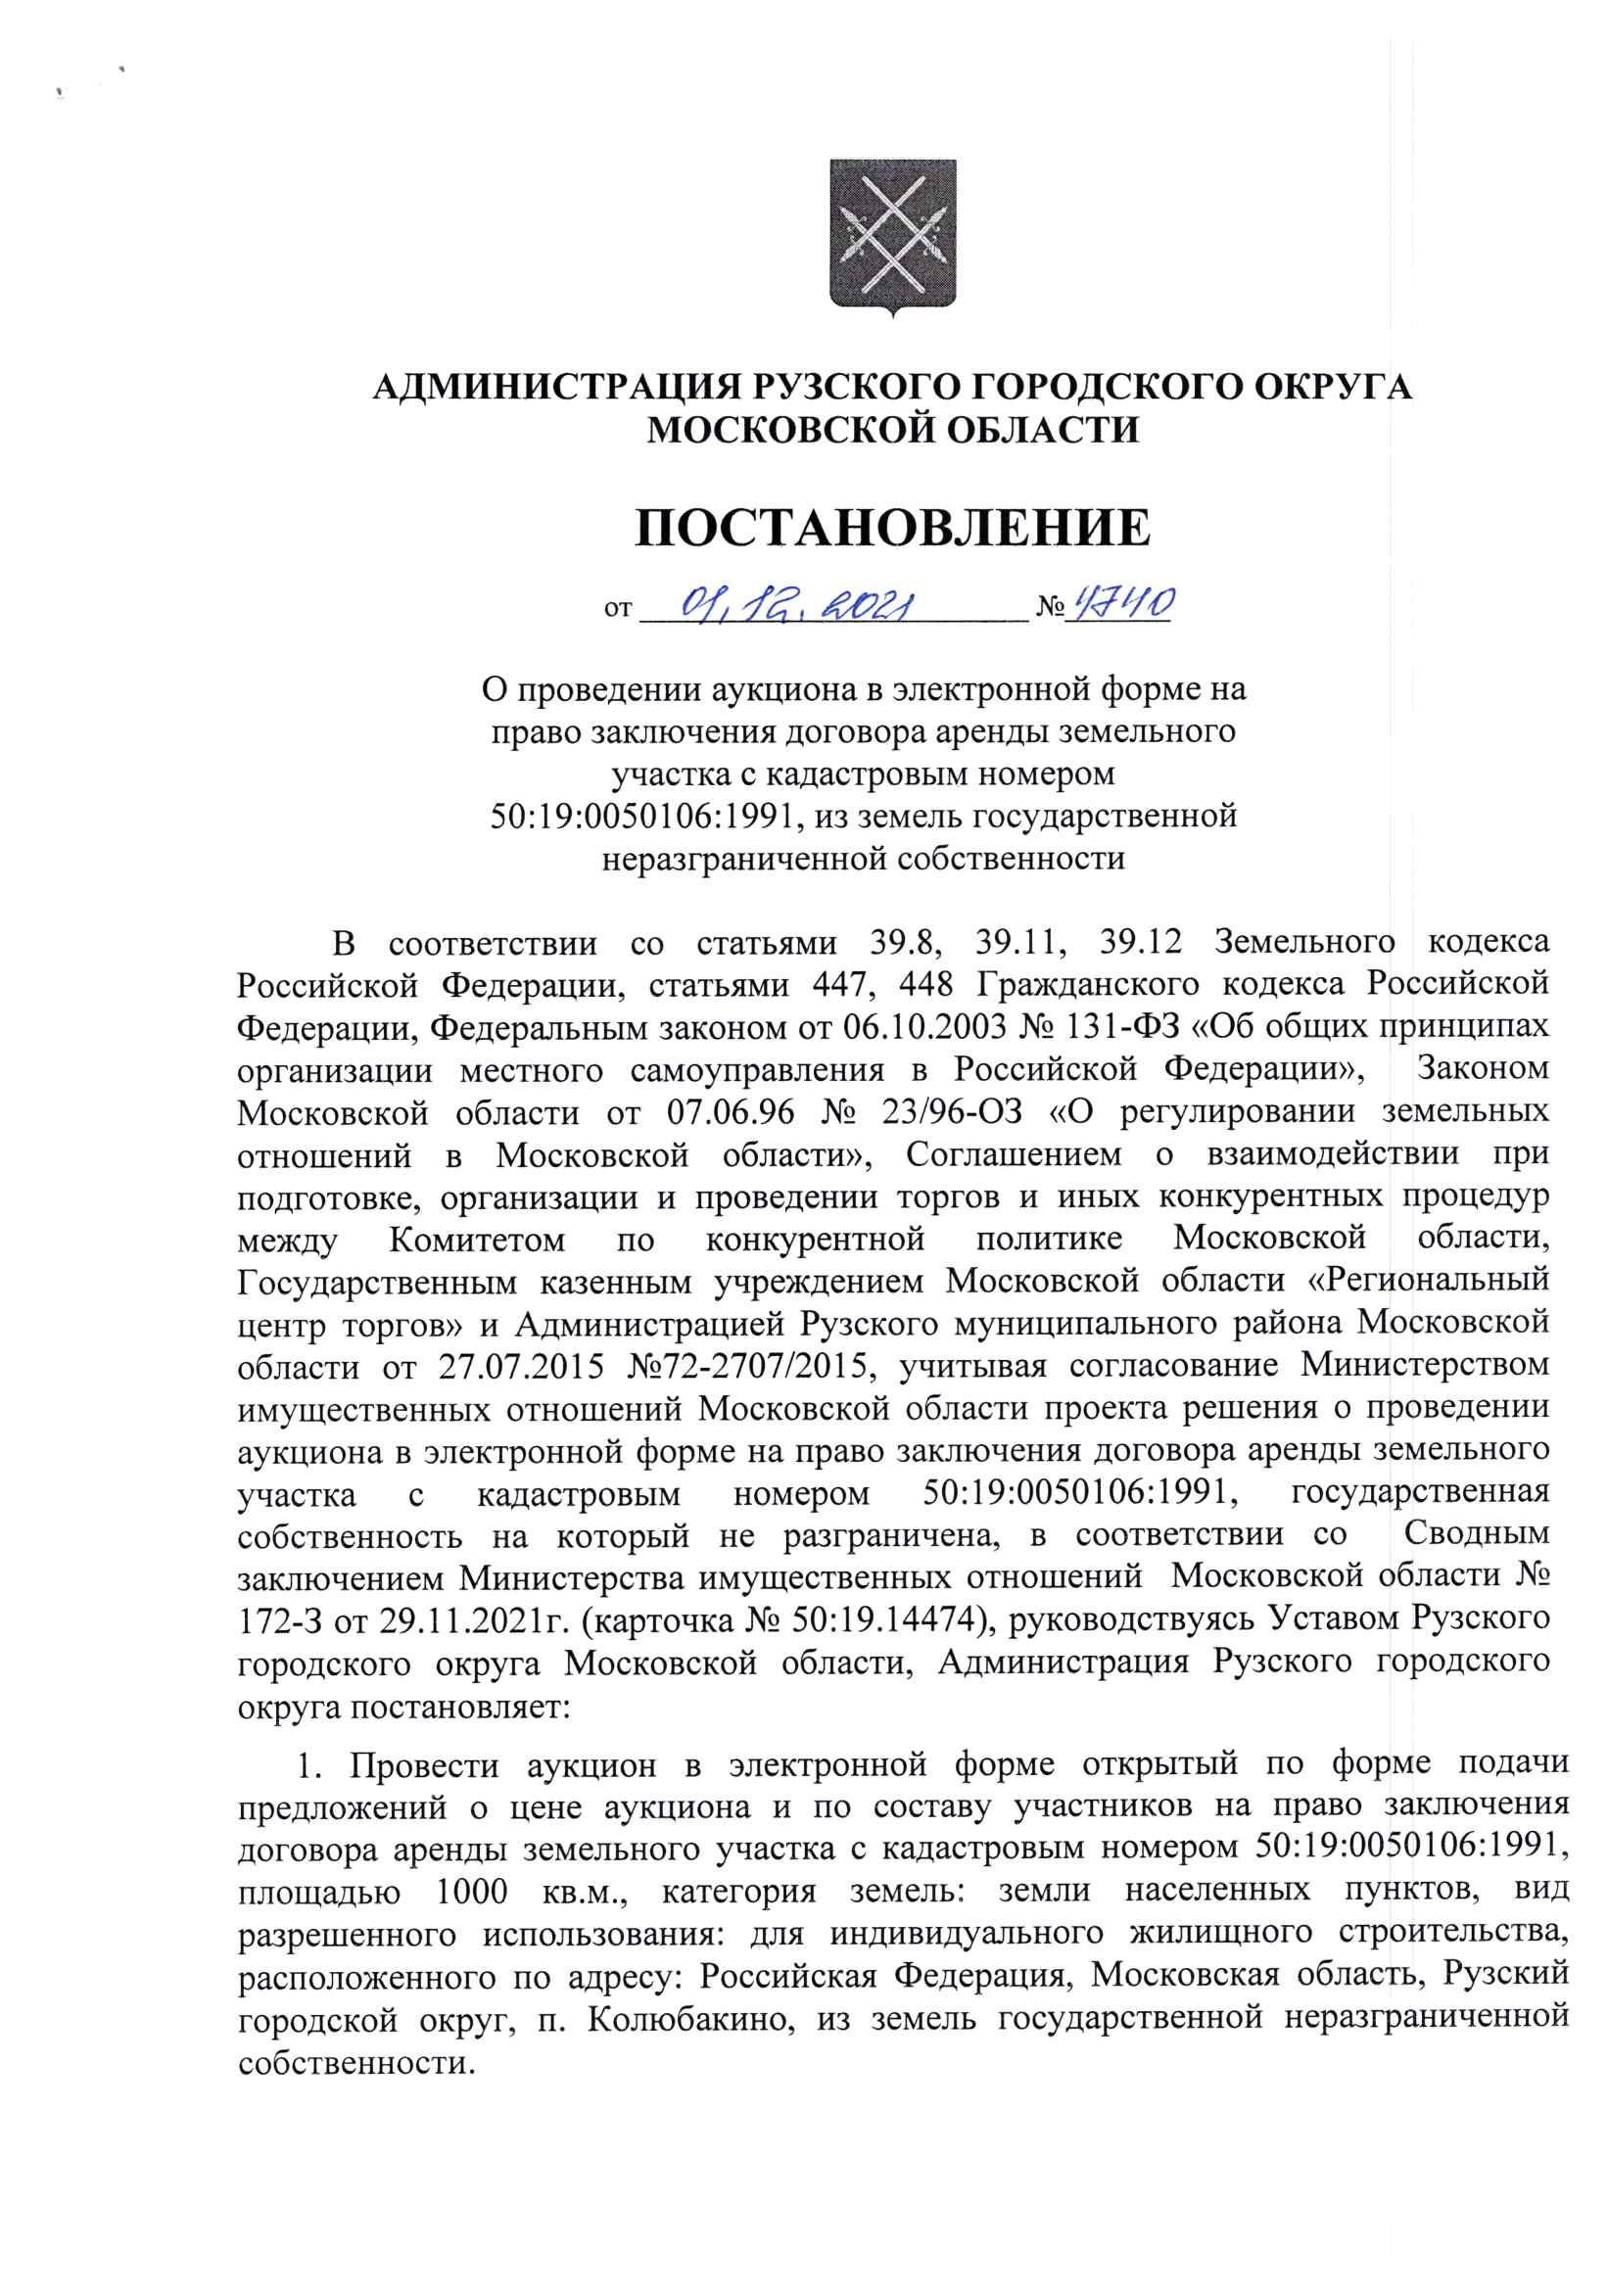 АДМИНИСТРАЦИЯ РУЗСКОГО ГОРОДСКОГО ОКРУГА
МОСКОВСКОЙ ОБЛАСТИ
ПОСТАНОВЛЕНИЕ
от 01.12.2021 № 4740
О проведении аукциона в электронной форме на
право заключения договора аренды земельного
участка с кадастровым номером
50:19:0050106:1991, из земель государственной
неразграниченной собственности
В соответствии со статьями 39.8, 39.11, 39.12 Земельного кодекса
Российской Федерации, статьями 447, 448 Гражданского кодекса Российской
Федерации, Федеральным законом от 06.10.2003 № 131-ФЗ «Об общих принципах
организации местного самоуправления в Российской Федерации», Законом
Московской области от 07.06.96 № 23/96-ОЗ «О регулировании земельных
отношений в Московской области», Соглашением о взаимодействии при
подготовке, организации и проведении торгов и иных конкурентных процедур
между Комитетом по конкурентной политике Московской области,
Государственным казенным учреждением Московской области «Региональный
центр торгов» и Администрацией Рузского муниципального района Московской
области от 27.07.2015 №72-2707/2015, учитывая согласование Министерством
имущественных отношений Московской области проекта решения о проведении
аукциона в электронной форме на право заключения договора аренды земельного
участка с кадастровым номером 50:19:0050106:1991, государственная
собственность на который не разграничена, в соответствии со Сводным
заключением Министерства имущественных отношений Московской области №
172-З от 29.11.2021г. (карточка № 50:19.14474), руководствуясь Уставом Рузского
городского округа Московской области, Администрация Рузского городского
округа постановляет:
1. Провести аукцион в электронной форме открытый по форме подачи
предложений о цене аукциона и по составу участников на право заключения
договора аренды земельного участка с кадастровым номером 50:19:0050106:1991,
площадью 1000 кв.м., категория земель: земли населенных пунктов, вид
разрешенного использования: для индивидуального жилищного строительства,
расположенного по адресу: Российская Федерация, Московская область, Рузский
городской округ, п. Колюбакино, из земель государственной неразграниченной
собственности.